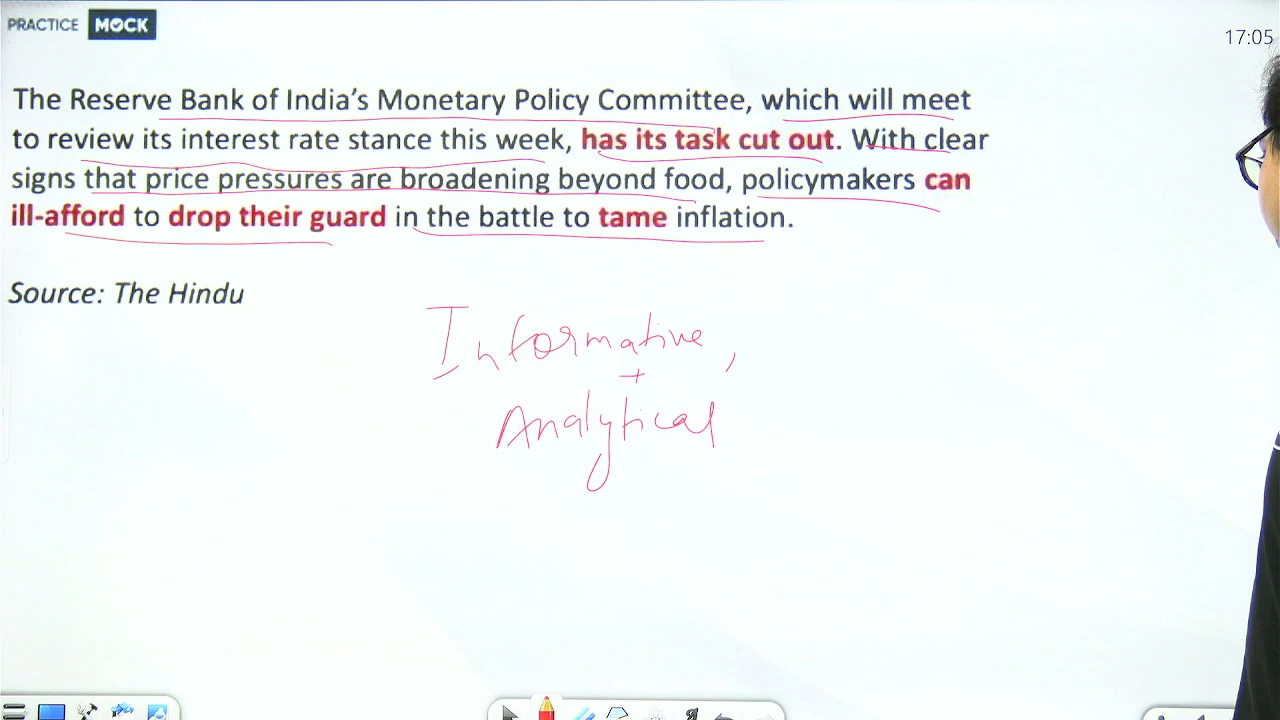 PRACTICE MOCK
17:05
The Reserve Bank of India's Monetary Policy Committee, which will meet
to review its interest rate stance this week, has its task cut out. With clear
signs that price pressures are broadening beyond food, policymakers can
ill-afford to drop their guard in the battle to tame inflation.
Source: The Hindu
Informative,
+
Analytical